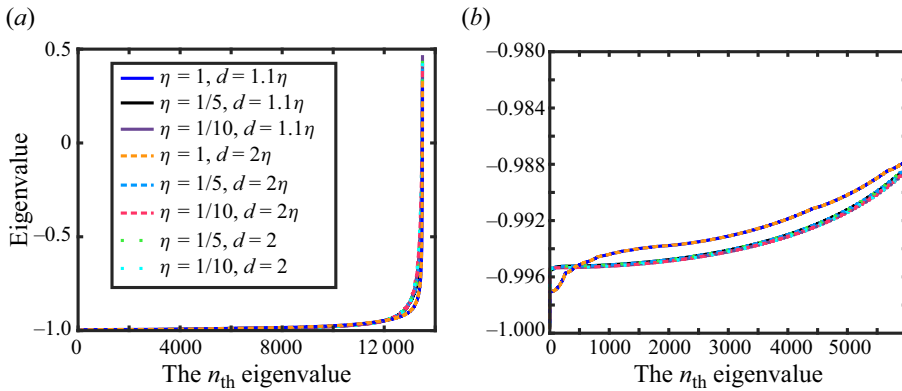 (a)
0.5
0
−0.5
−1.0
Eigenvalue
η = 1, d = 1.1η
η = 1/5, d = 1.1η
η = 1/10, d = 1.1η
η = 1, d = 2η
η = 1/5, d = 2η
η = 1/10, d = 2η
η = 1/5, d = 2
η = 1/10, d = 2
0 4000 8000 12 000
The nth eigenvalue
(b)
−0.980
−0.984
−0.988
−0.992
−0.996
−1.000
0 1000 2000 3000 4000 5000 6000
The nth eigenvalue